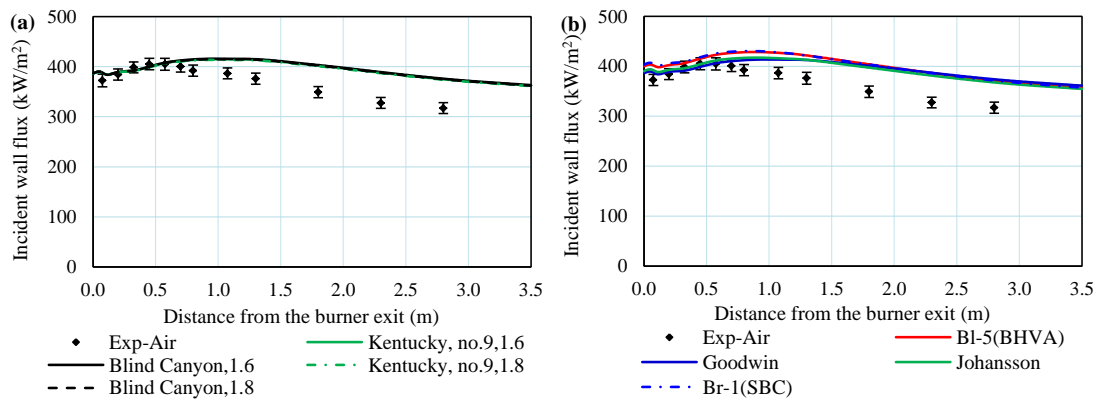 (a)
500
400
300
200
100
0
Incident wall flux (kW/m²)
0.0 0.5 1.0 1.5 2.0 2.5 3.0 3.5
Distance from the burner exit (m)
Exp-Air
Kentucky, no.9,1.6
Blind Canyon,1.6
Kentucky, no.9,1.8
Blind Canyon,1.8
(b)
500
400
300
200
100
0
Incident wall flux (kW/m²)
0.0 0.5 1.0 1.5 2.0 2.5 3.0 3.5
Distance from the burner exit (m)
Exp-Air
Bl-5(BHVA)
Goodwin
Johansson
Br-1(SBC)